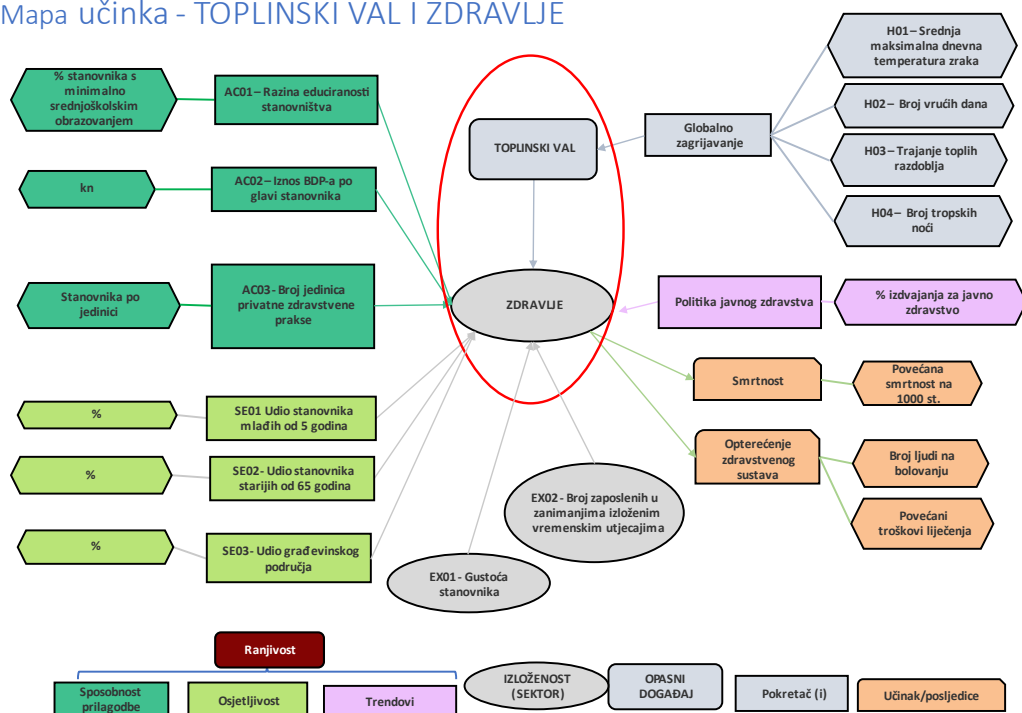 Mapa učinka - TOPLINSKI VAL I ZDRAVLJE
% stanovnika s
minimalno
srednjoškolskim
obrazovanjem
AC01– Razina educiranosti
stanovništva
kn
AC02– Iznos BDP-a po
glavi stanovnika
Stanovnika po
jedinici
AC03- Broj jedinica
privatne zdravstvene
prakse
%
SE01 Udio stanovnika
mlađih od 5 godina
%
SE02- Udio stanovnika
starijih od 65 godina
%
SE03- Udio građevinskog
područja
TOPLINSKI VAL
ZDRAVLJE
EX02 - Broj zaposlenih u
zanimanjima izloženim
vremenskim utjecajima
EX01 - Gustoća
stanovnika
Globalno
zagrijavanje
H01– Srednja
maksimalna dnevna
temperatura zraka
H02 – Broj vrućih dana
H03– Trajanje toplih
razdoblja
H04 – Broj tropskih
noći
Politika javnog zdravstva
% izdvajanja za javno
zdravstvo
Smrtnost
Povećana
smrtnost na
1000 st.
Opterećenje
zdravstvenog
sustava
Broj ljudi na
bolovanju
Povećani
troškovi liječenja
Ranjivost
Sposobnost
prilagodbe
Osjetljivost
Trendovi
IZLOŽENOST
(SEKTOR)
OPASNI
DOGAĐAJ
Pokretač (i)
Učinak/posljedice